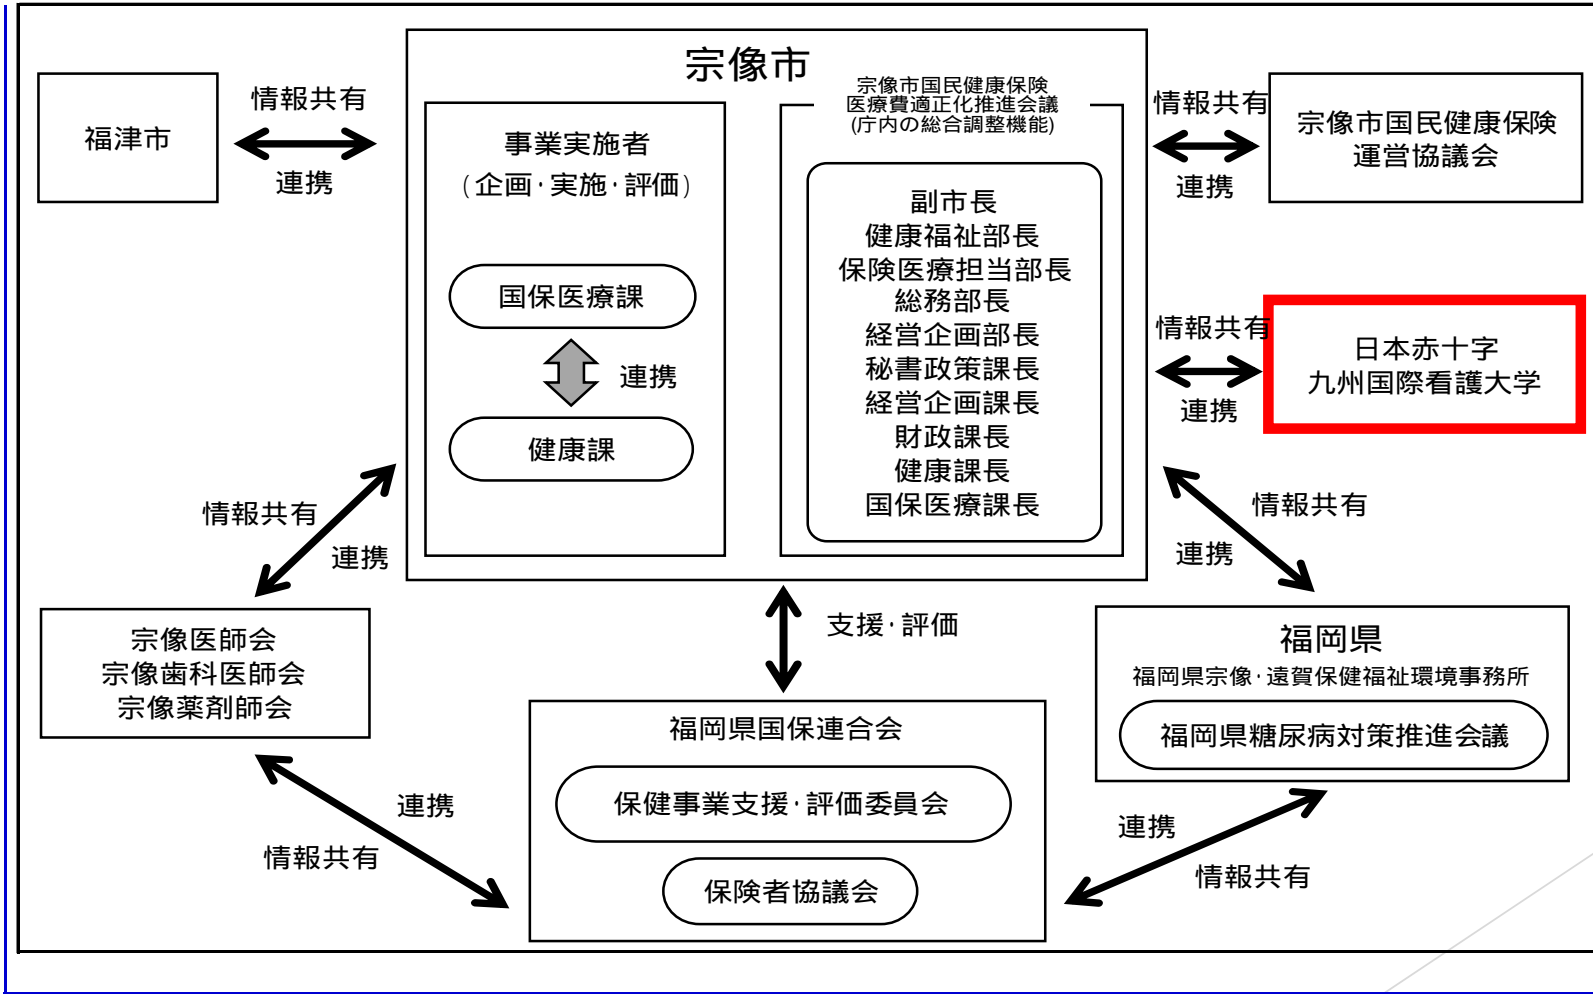 宗像市
福津市
情報共有
連携
事業実施者
(企画･実施･評価)
国保医療課
連携
健康課
宗像市国民健康保険
医療費適正化推進会議
(庁内の総合調整機能)
副市長
健康福祉部長
保険医療担当部長
総務部長
経営企画部長
秘書政策課長
経営企画課長
財政課長
健康課長
国保医療課長
情報共有
連携
宗像市国民健康保険
運営協議会
情報共有
連携
日本赤十字
九州国際看護大学
情報共有
連携
情報共有
連携
宗像医師会
宗像歯科医師会
宗像薬剤師会
支援･評価
福岡県
福岡県宗像･遠賀保健福祉環境事務所
福岡県糖尿病対策推進会議
福岡県国保連合会
保健事業支援･評価委員会
保険者協議会
連携
情報共有
連携
情報共有